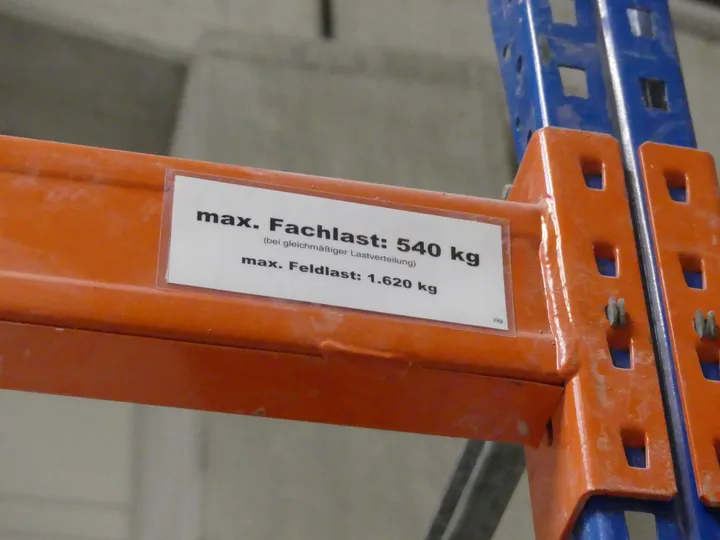 max. Fachlast: 540 kg
(bei gleichmäßiger Lastverteilung)
max. Feldlast: 1.620 kg